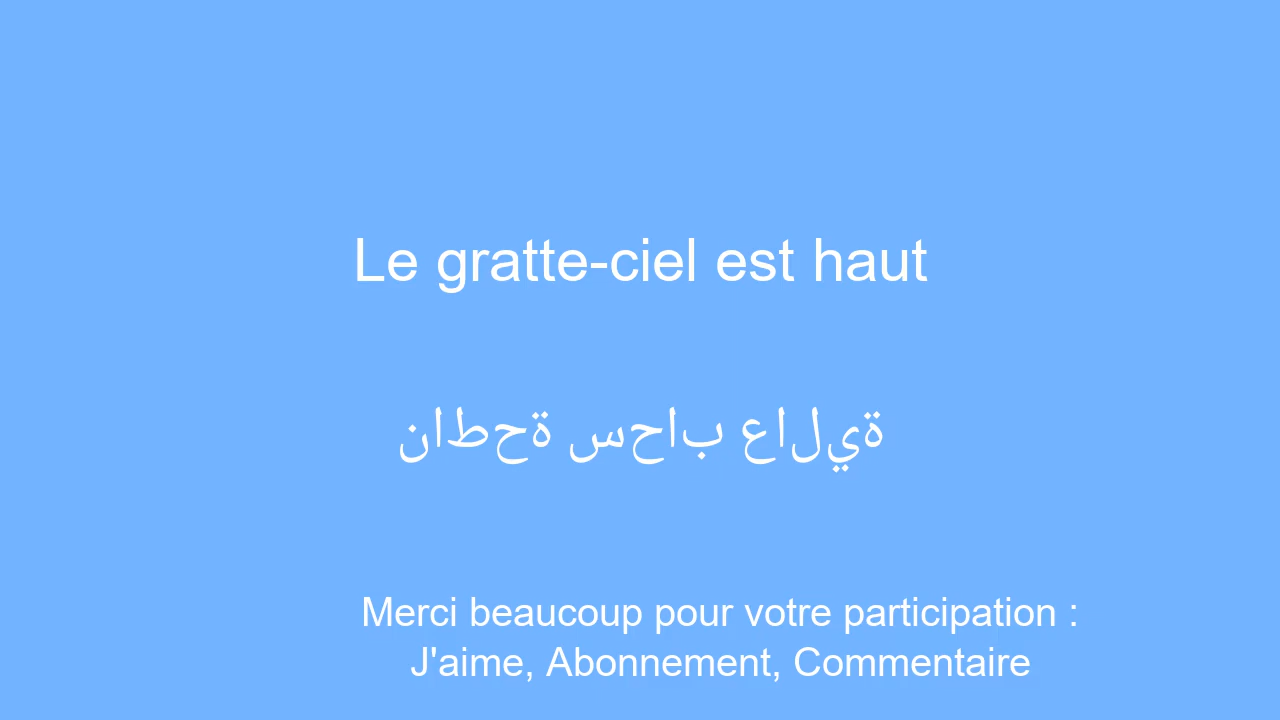 Le gratte-ciel est haut
ناطحة سحاب عالية
Merci beaucoup pour votre participation :
J'aime, Abonnement, Commentaire